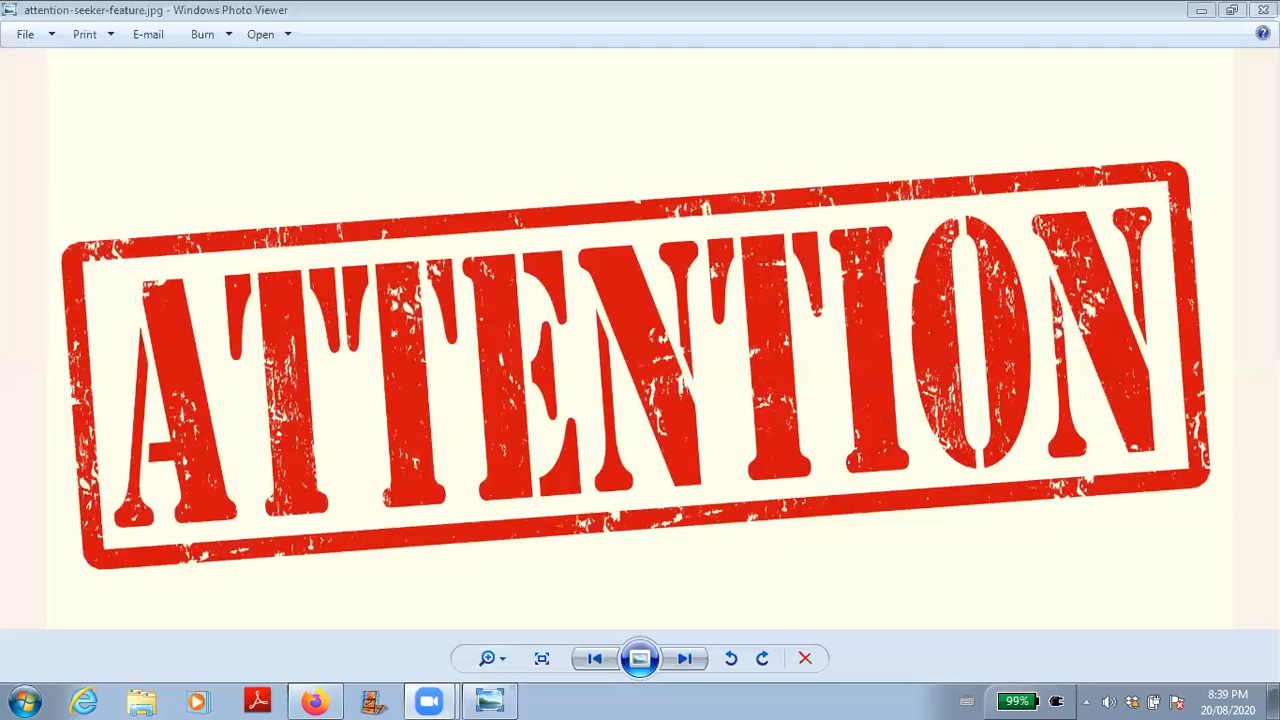 attention-seeker-feature.jpg - Windows Photo Viewer
File Print E-mail Burn Open
ATTENTION
99%
8:39 PM
20/08/2020